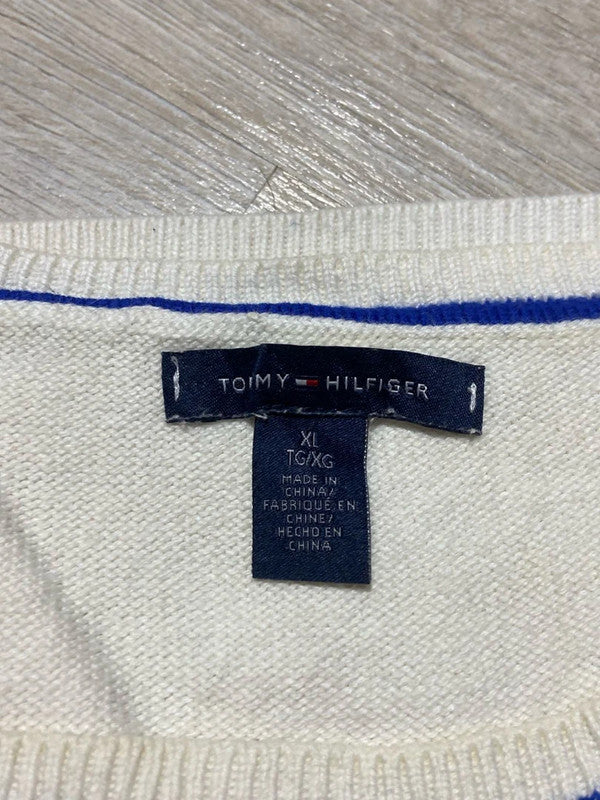 TOMMY HILFIGER
XL
TG/XG
MADE IN
CHINA/
FABRIQUÉ EN
CHINE/
HECHO EN
CHINA